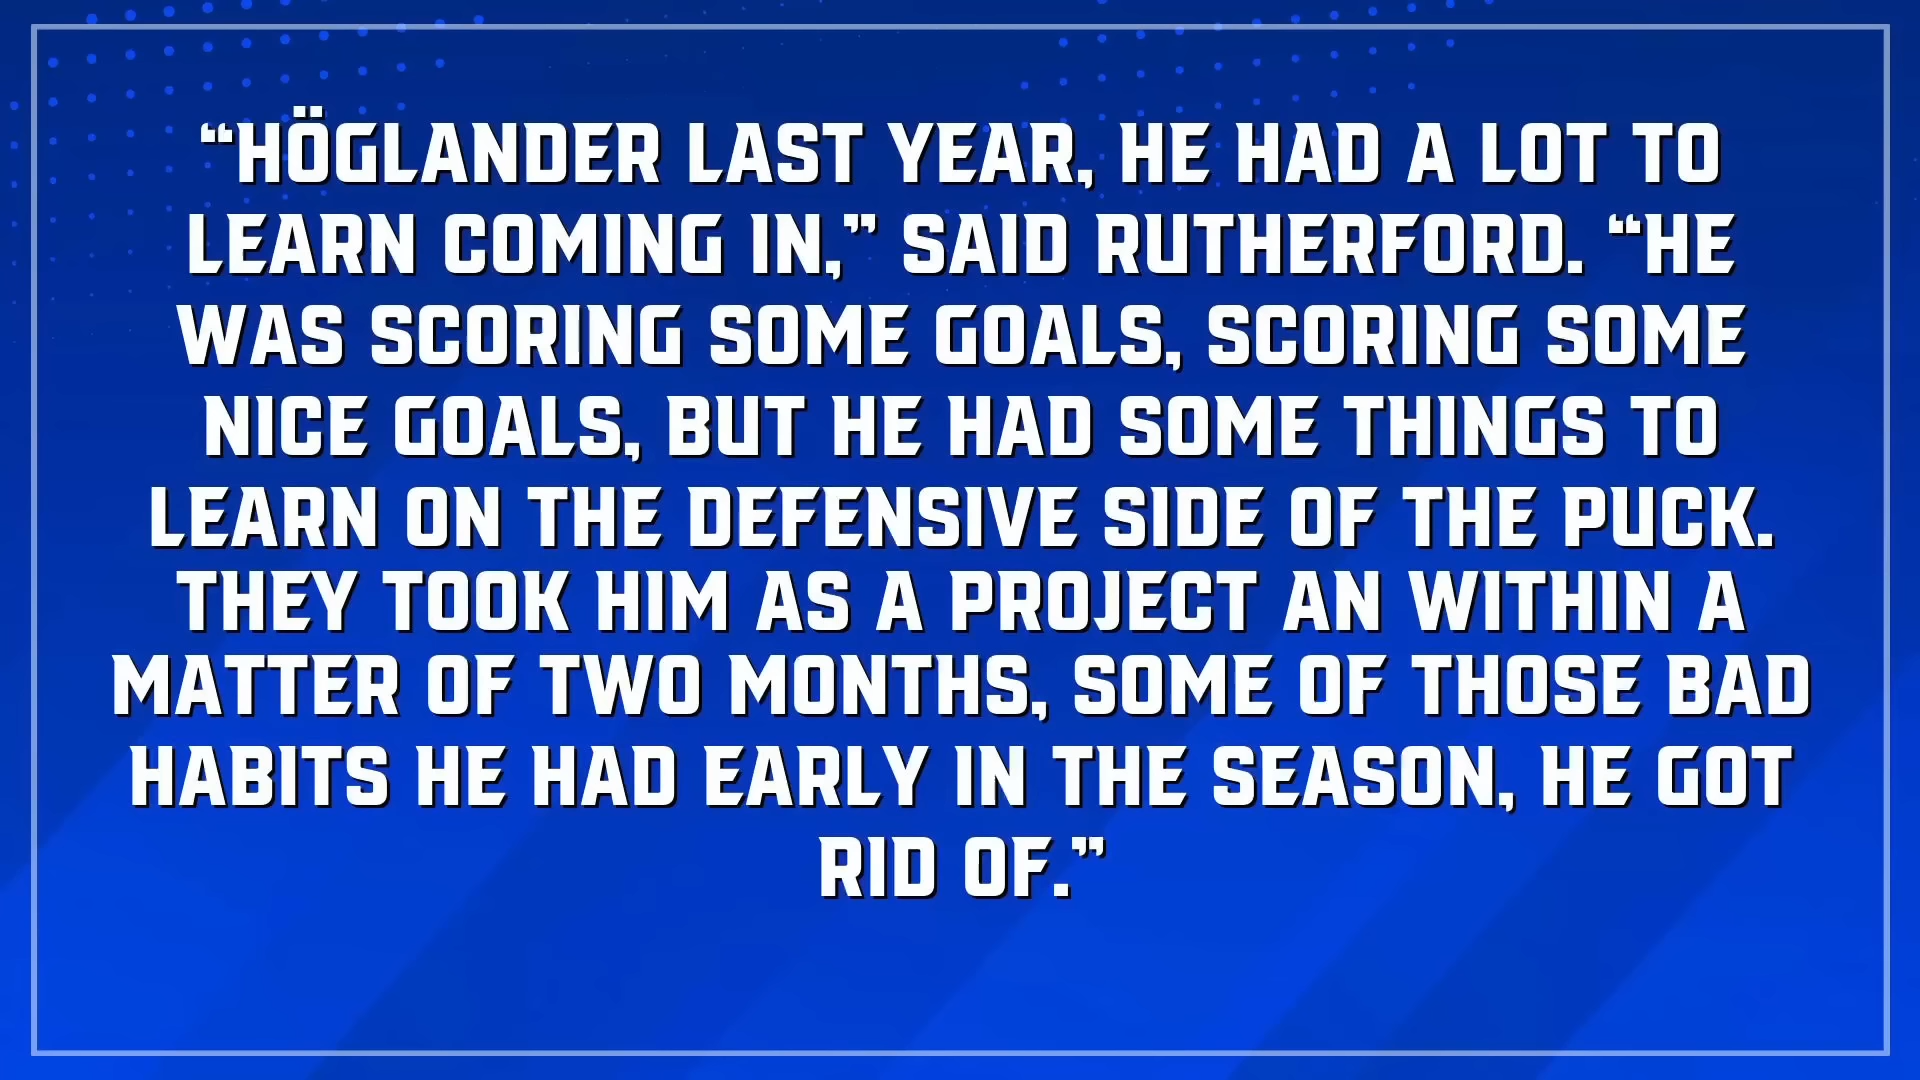 “HÖGLANDER LAST YEAR, HE HAD A LOT TO
LEARN COMING IN,” SAID RUTHERFORD. “HE
WAS SCORING SOME GOALS, SCORING SOME
NICE GOALS, BUT HE HAD SOME THINGS TO
LEARN ON THE DEFENSIVE SIDE OF THE PUCK.
THEY TOOK HIM AS A PROJECT AN WITHIN A
MATTER OF TWO MONTHS, SOME OF THOSE BAD
HABITS HE HAD EARLY IN THE SEASON, HE GOT
RID OF.”